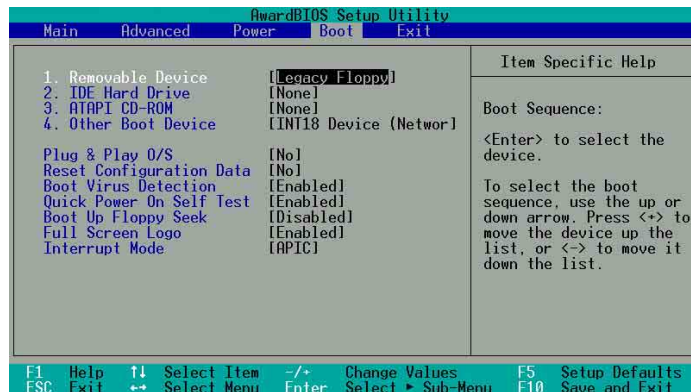 AwardBIOS Setup Utility
Main Advanced Power Boot Exit
1. Removable Device [Legacy Floppy]
2. IDE Hard Drive [None]
3. ATAPI CD-ROM [None]
4. Other Boot Device [INT18 Device (Networ]
Plug & Play O/S [No]
Reset Configuration Data [No]
Boot Virus Detection [Enabled]
Quick Power On Self Test [Enabled]
Boot Up Floppy Seek [Disabled]
Full Screen Logo [Enabled]
Interrupt Mode [APIC]
Item Specific Help
Boot Sequence:
<Enter> to select the
device.
To select the boot
sequence, use the up or
down arrow. Press <+> to
move the device up the
list, or <-> to move it
down the list.
F1 Help ↑↓ Select Item -/+ Change Values F5 Setup Defaults
ESC Exit ↔ Select Menu Enter Select ► Sub-Menu F10 Save and Exit